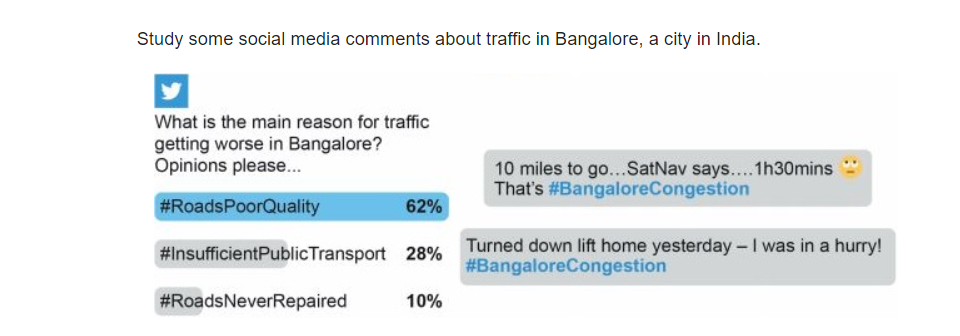 Study some social media comments about traffic in Bangalore, a city in India.
What is the main reason for traffic
getting worse in Bangalore?
Opinions please...
#RoadsPoorQuality 62%
#InsufficientPublicTransport 28%
#RoadsNeverRepaired 10%
10 miles to go...SatNav says....1h30mins 🙄
That's #BangaloreCongestion
Turned down lift home yesterday – I was in a hurry!
#BangaloreCongestion